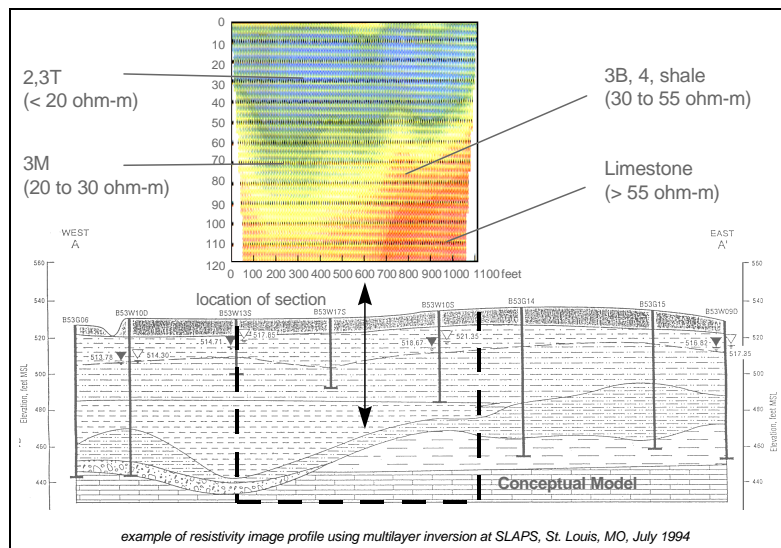 0
10
20
30
40
50
60
70
80
90
100
110
120
0 100 200 300 400 500 600 700 800 900 1000 1100 feet
2,3T
(< 20 ohm-m)
3M
(20 to 30 ohm-m)
3B, 4, shale
(30 to 55 ohm-m)
Limestone
(> 55 ohm-m)
WEST
A
EAST
A'
location of section
B53G06
B53W10D
B53W13S
B53W17S
B53W10S
B53G14
B53G15
B53W09D
560
540
520
500
480
460
440
Elevation, feet MSL
513.78
514.30
514.71
517.85
518.67
521.35
516.82
517.25
560
540
520
500
480
460
440
Elevation, feet MSL
Conceptual Model
example of resistivity image profile using multilayer inversion at SLAPS, St. Louis, MO, July 1994